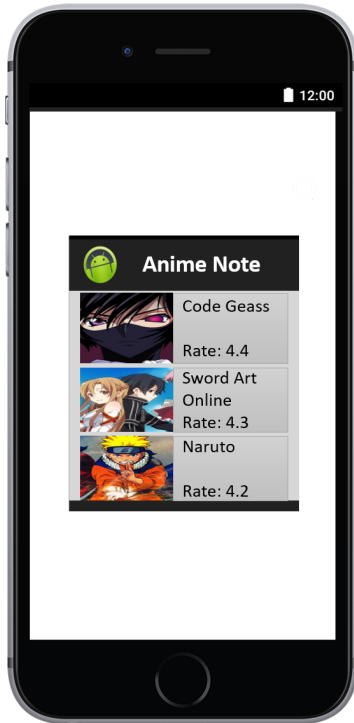 12:00
Anime Note
Code Geass
Rate: 4.4
Sword Art
Online
Rate: 4.3
Naruto
Rate: 4.2